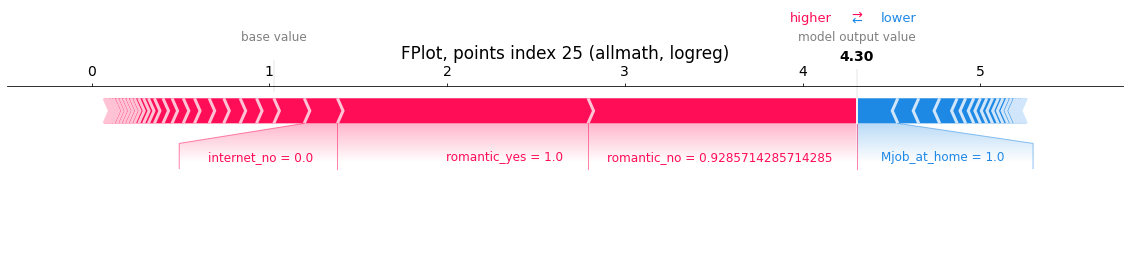 higher ⇄ lower
base value
model output value
FPlot, points index 25 (allmath, logreg)
4.30
0 1 2 3 4 5
internet_no = 0.0
romantic_yes = 1.0
romantic_no = 0.9285714285714285
Mjob_at_home = 1.0